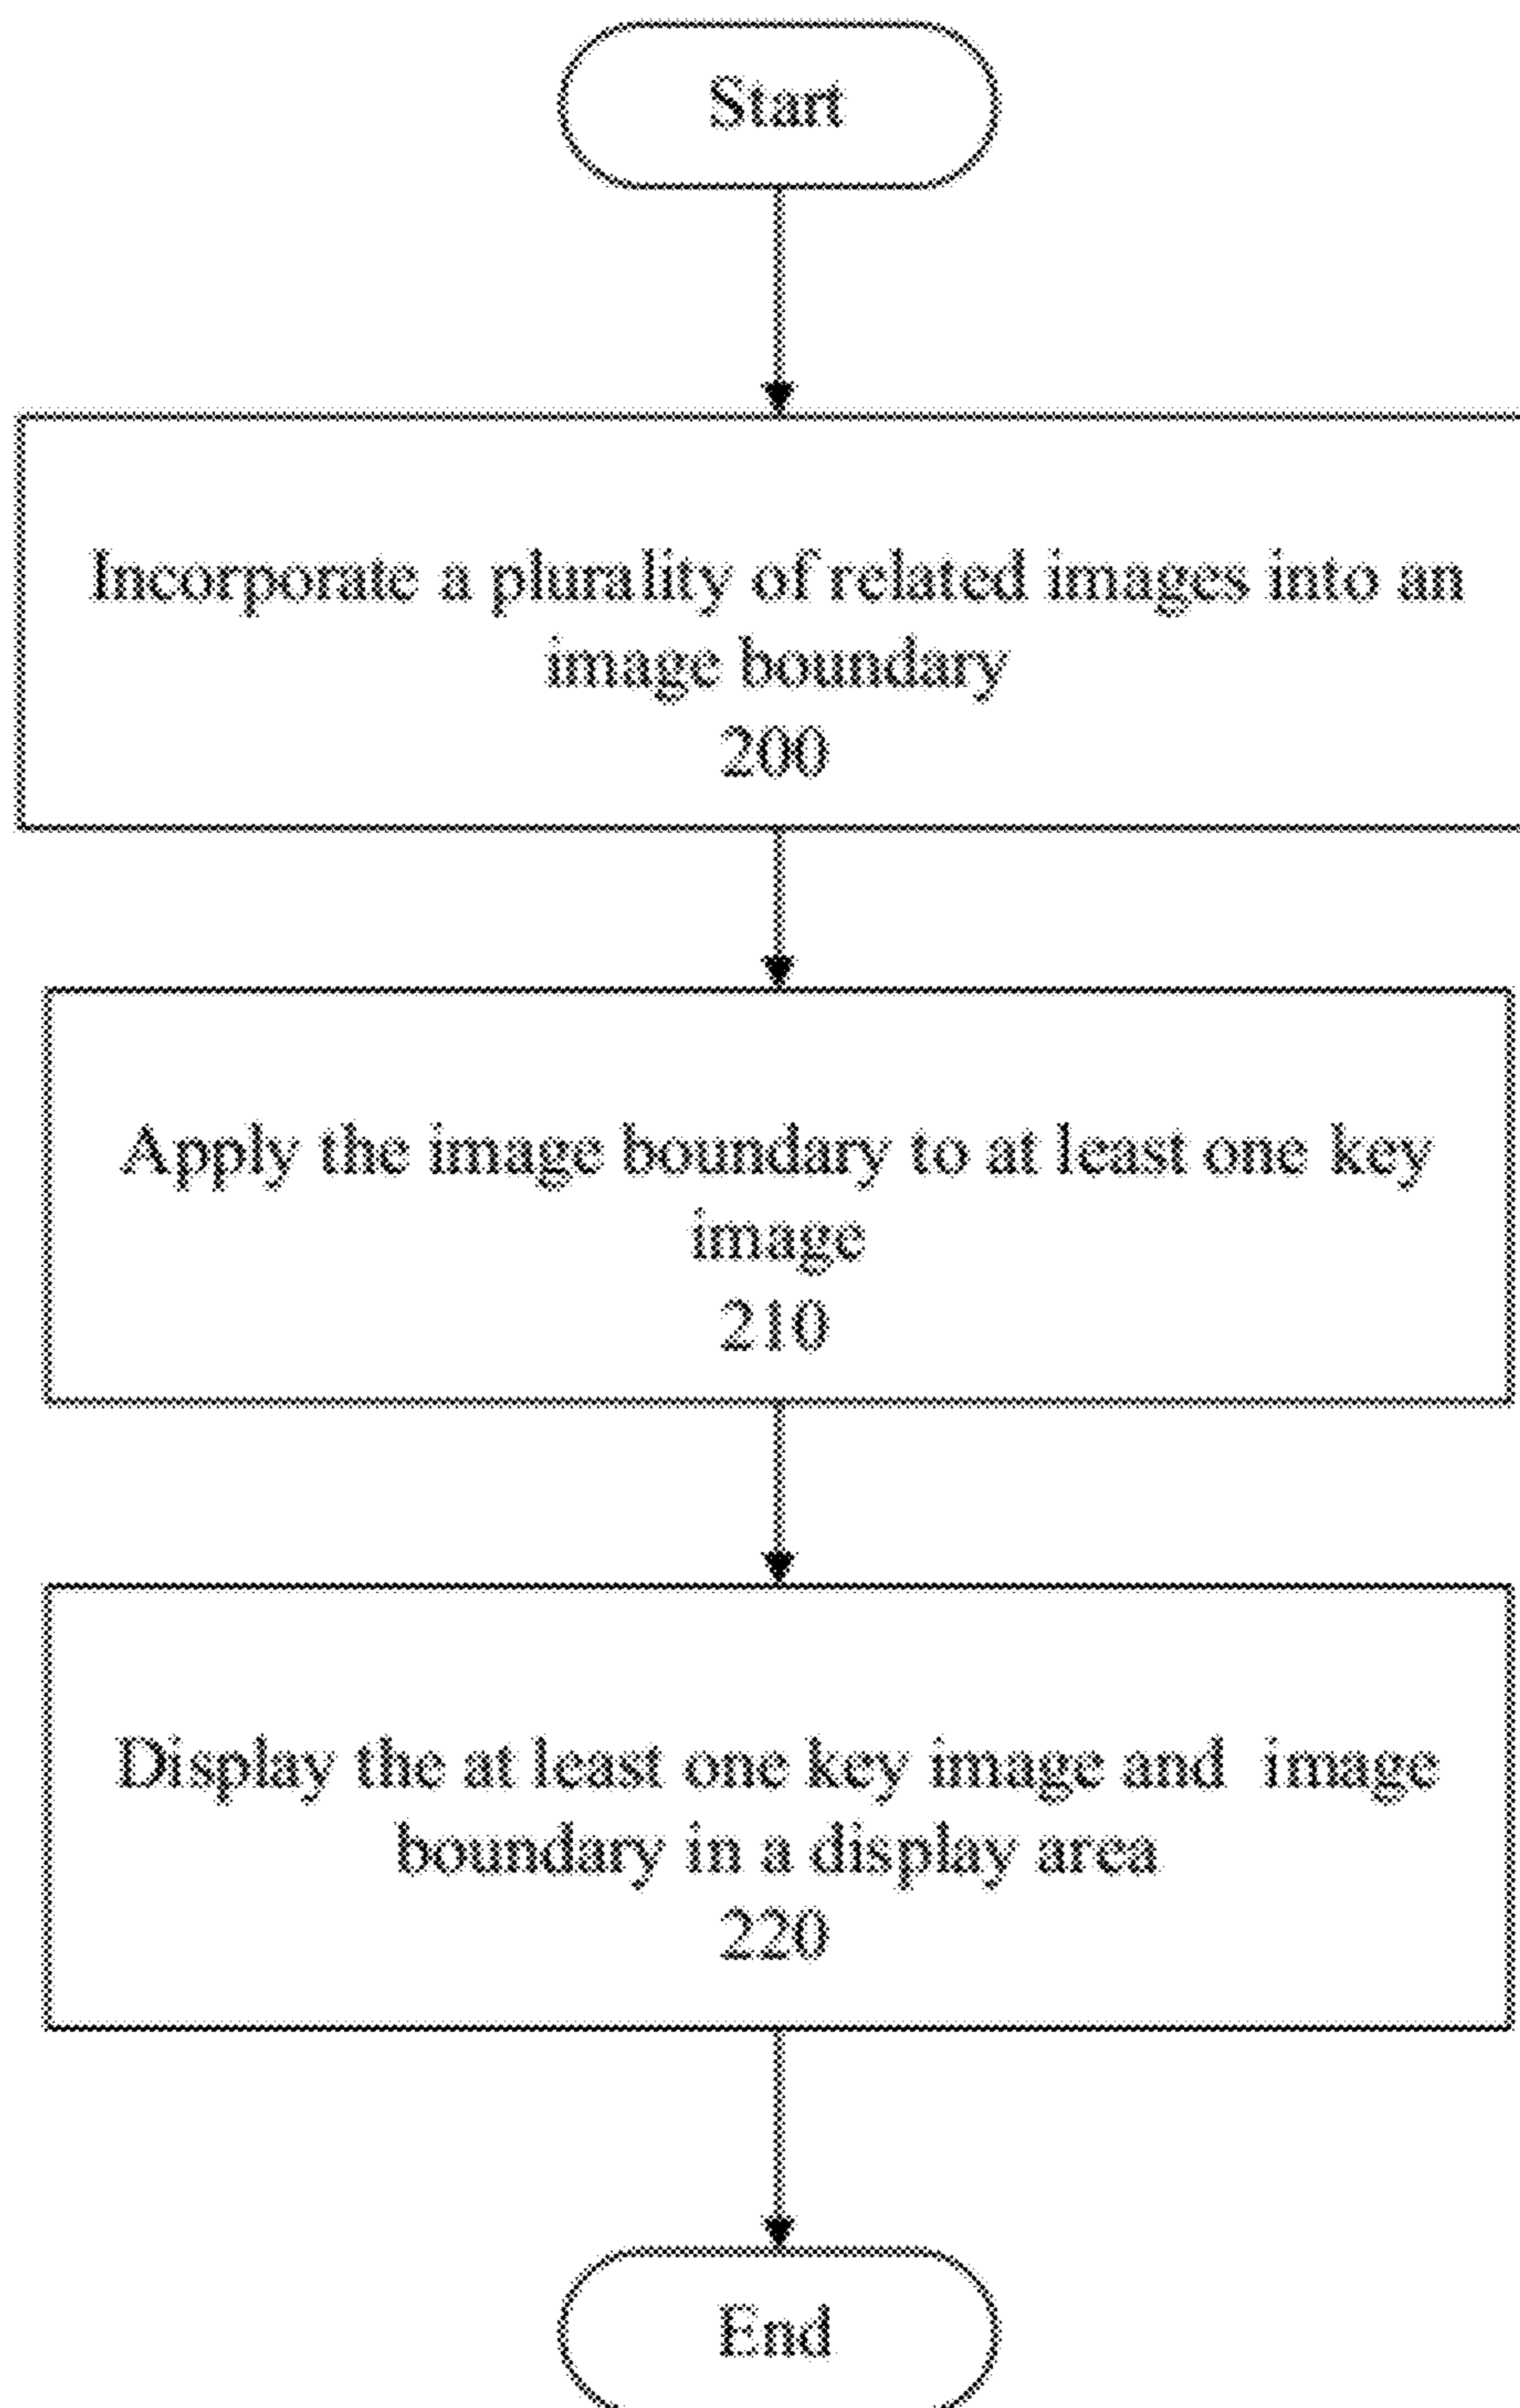 Start
Incorporate a plurality of related images into an
image boundary
200
Apply the image boundary to at least one key
image
210
Display the at least one key image and image
boundary in a display area
220
End